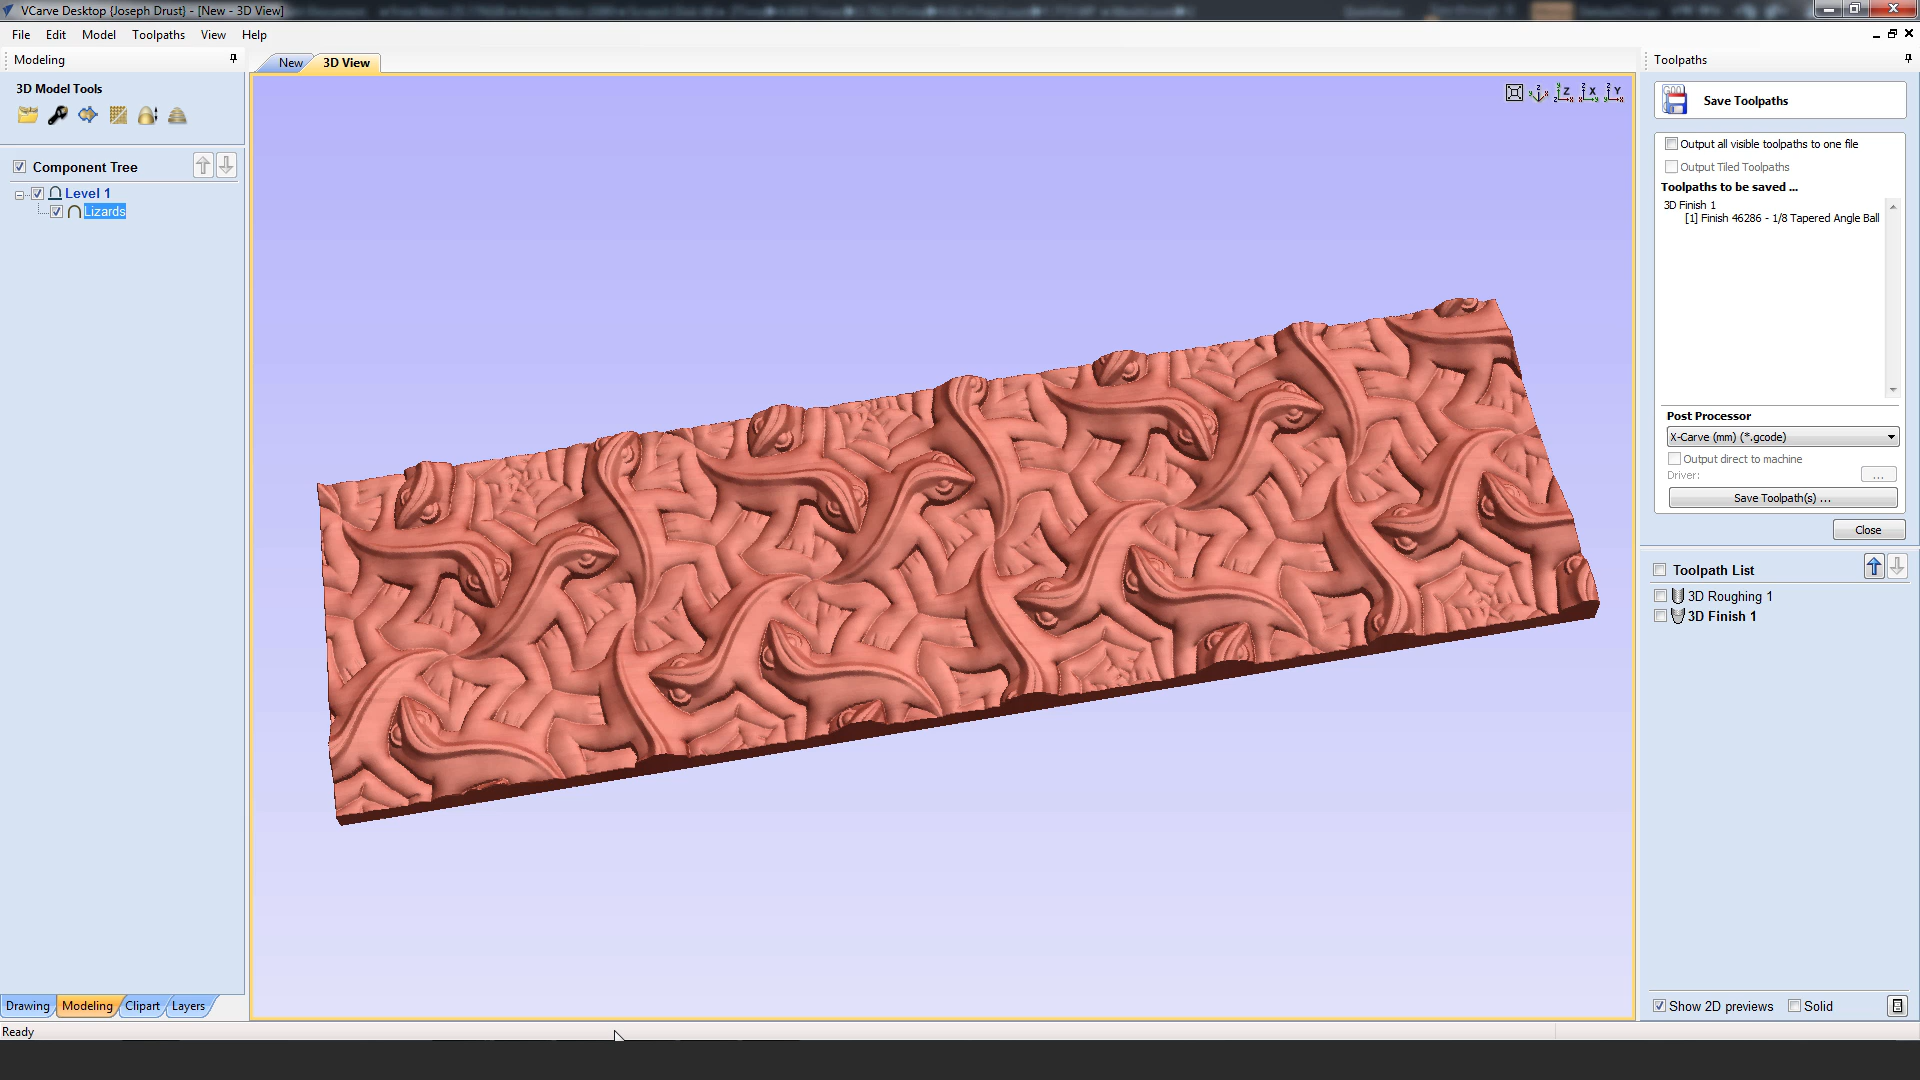 VCarve Desktop {Joseph Drust} - [New - 3D View]
File Edit Model Toolpaths View Help
Modeling
3D Model Tools
Component Tree
Level 1
Lizards
New 3D View
Z X Y
Toolpaths
Save Toolpaths
Output all visible toolpaths to one file
Output Tiled Toolpaths
Toolpaths to be saved ...
3D Finish 1
[1] Finish 46286 - 1/8 Tapered Angle Ball
Post Processor
X-Carve (mm) (*.gcode)
Output direct to machine
Driver: ...
Save Toolpath(s) ...
Close
Toolpath List
3D Roughing 1
3D Finish 1
Show 2D previews Solid
Drawing Modeling Clipart Layers
Ready